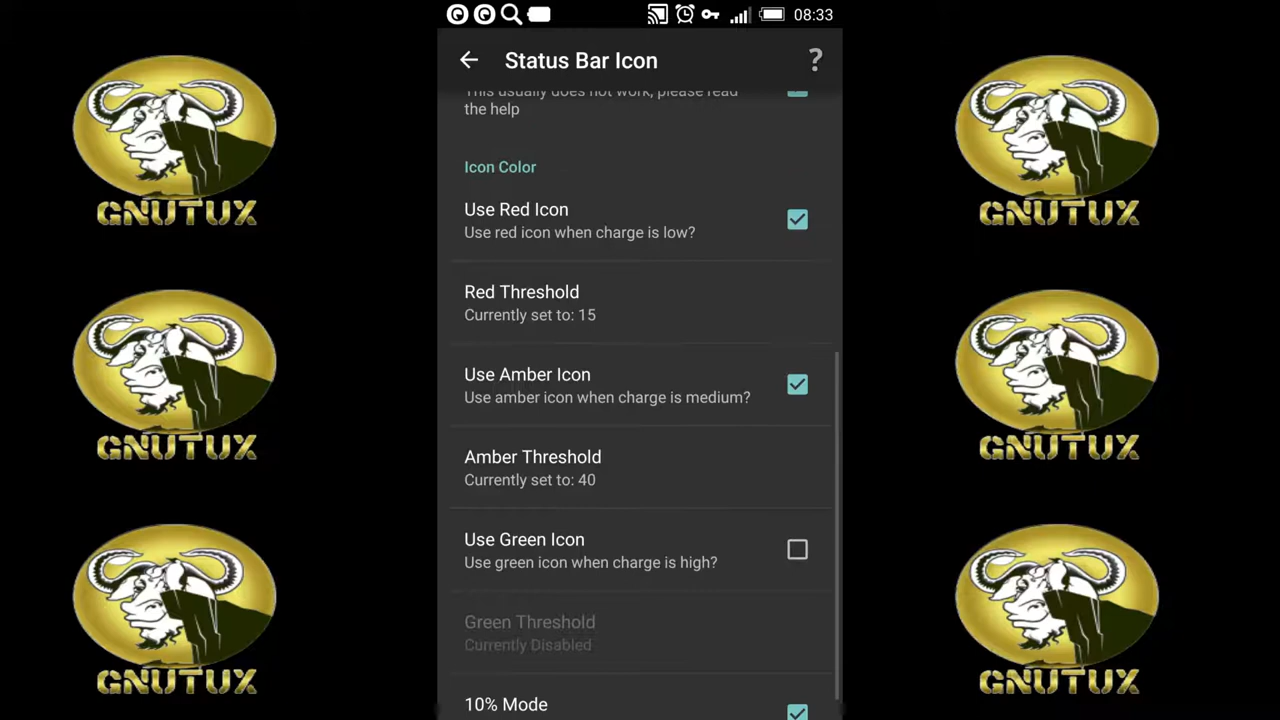 08:33
Status Bar Icon
?
This usually does not work, please read
the help
Icon Color
Use Red Icon
Use red icon when charge is low?
Red Threshold
Currently set to: 15
Use Amber Icon
Use amber icon when charge is medium?
Amber Threshold
Currently set to: 40
Use Green Icon
Use green icon when charge is high?
Green Threshold
Currently Disabled
10% Mode
GNUTUX
GNUTUX
GNUTUX
GNUTUX
GNUTUX
GNUTUX